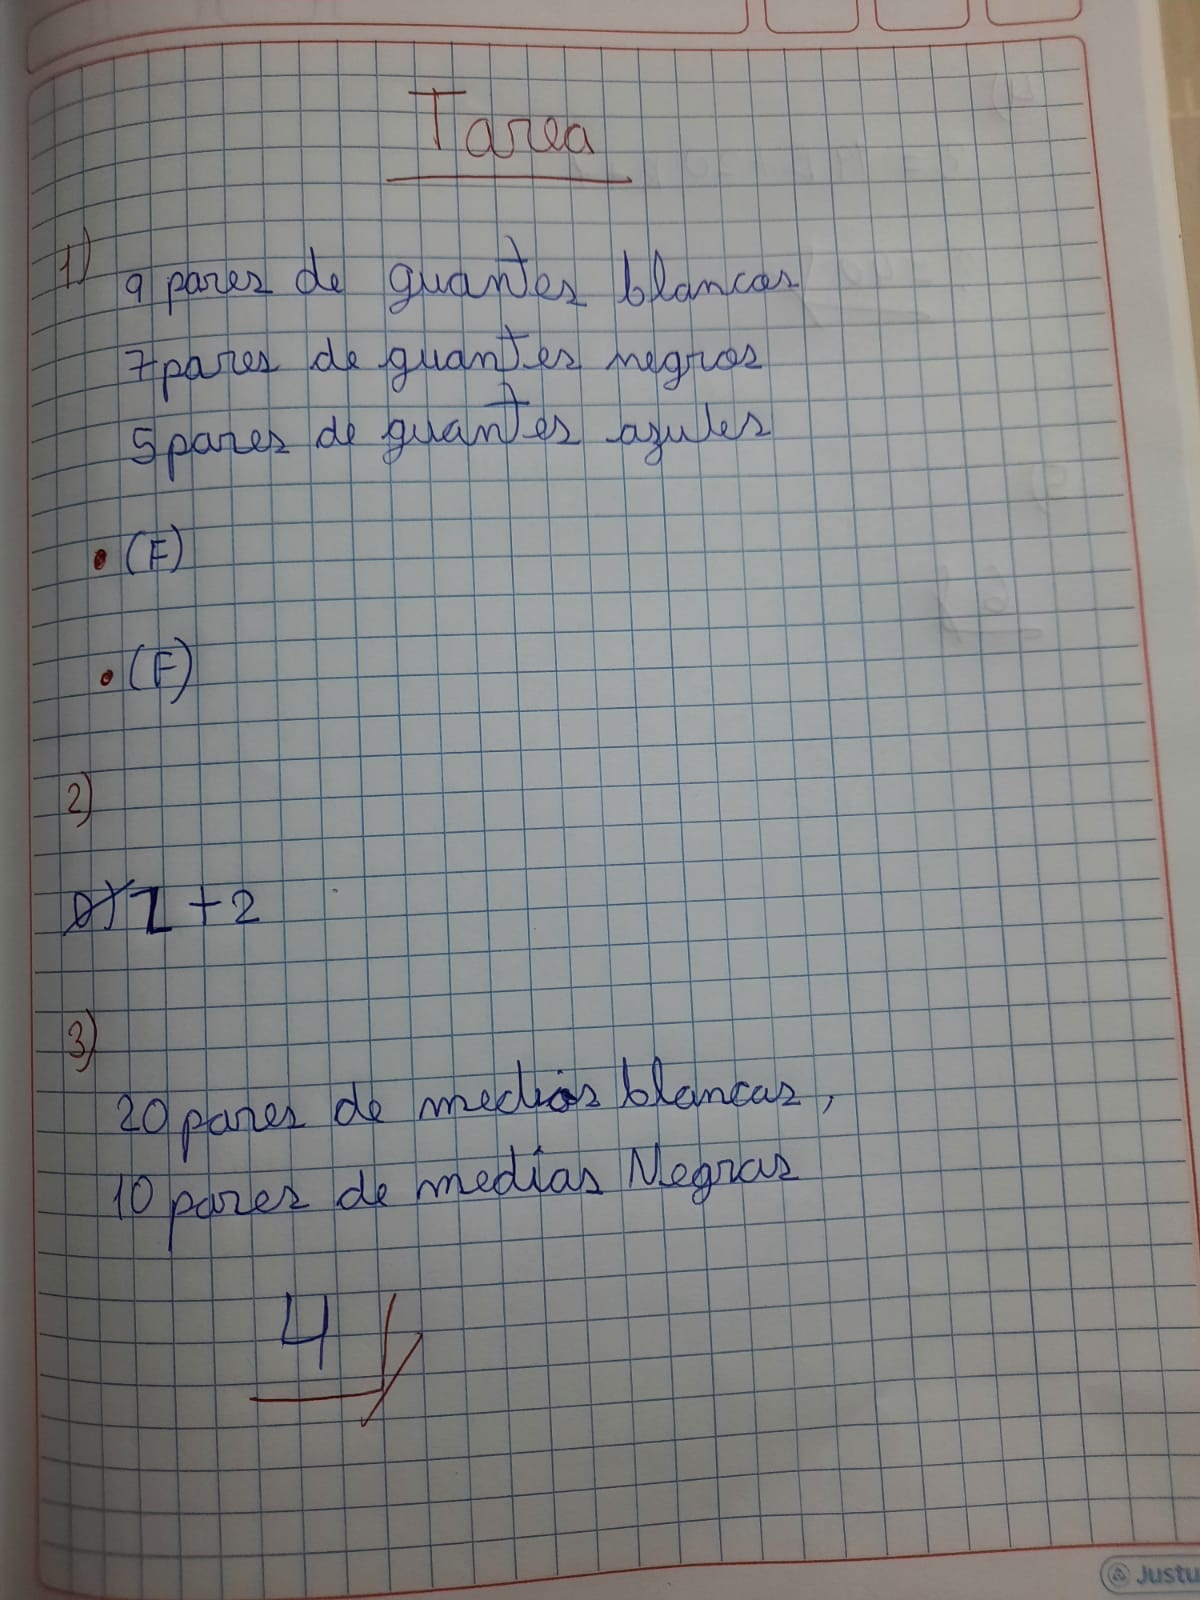 Tarea
1)
9 pares de guantes blancos
7 pares de guantes negros
5 pares de guantes azules
• (F)
• (F)
2)
1 + 2
3)
20 pares de medias blancas,
10 pares de medias Negras
4
Justu